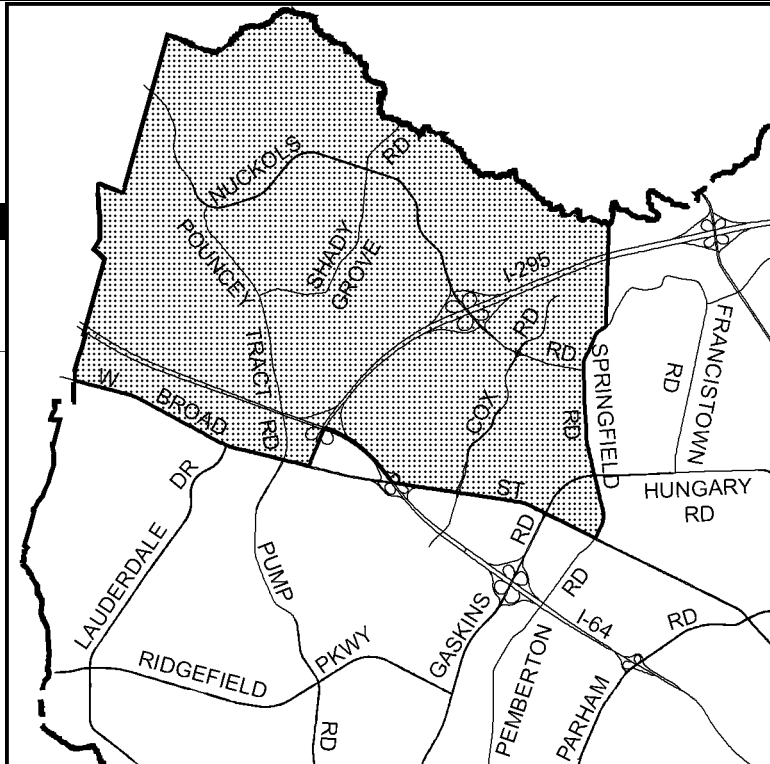 NUCKOLS
RD
SHADY
GROVE
POUNCEY
TRACT
RD
I-295
RD
RD
COX
SPRINGFIELD
RD
FRANCISTOWN
RD
W
BROAD
ST
HUNGARY
RD
LAUDERDALE
DR
PUMP
RD
RIDGEFIELD
PKWY
GASKINS
RD
PEMBERTON
RD
I-64
PARHAM
RD